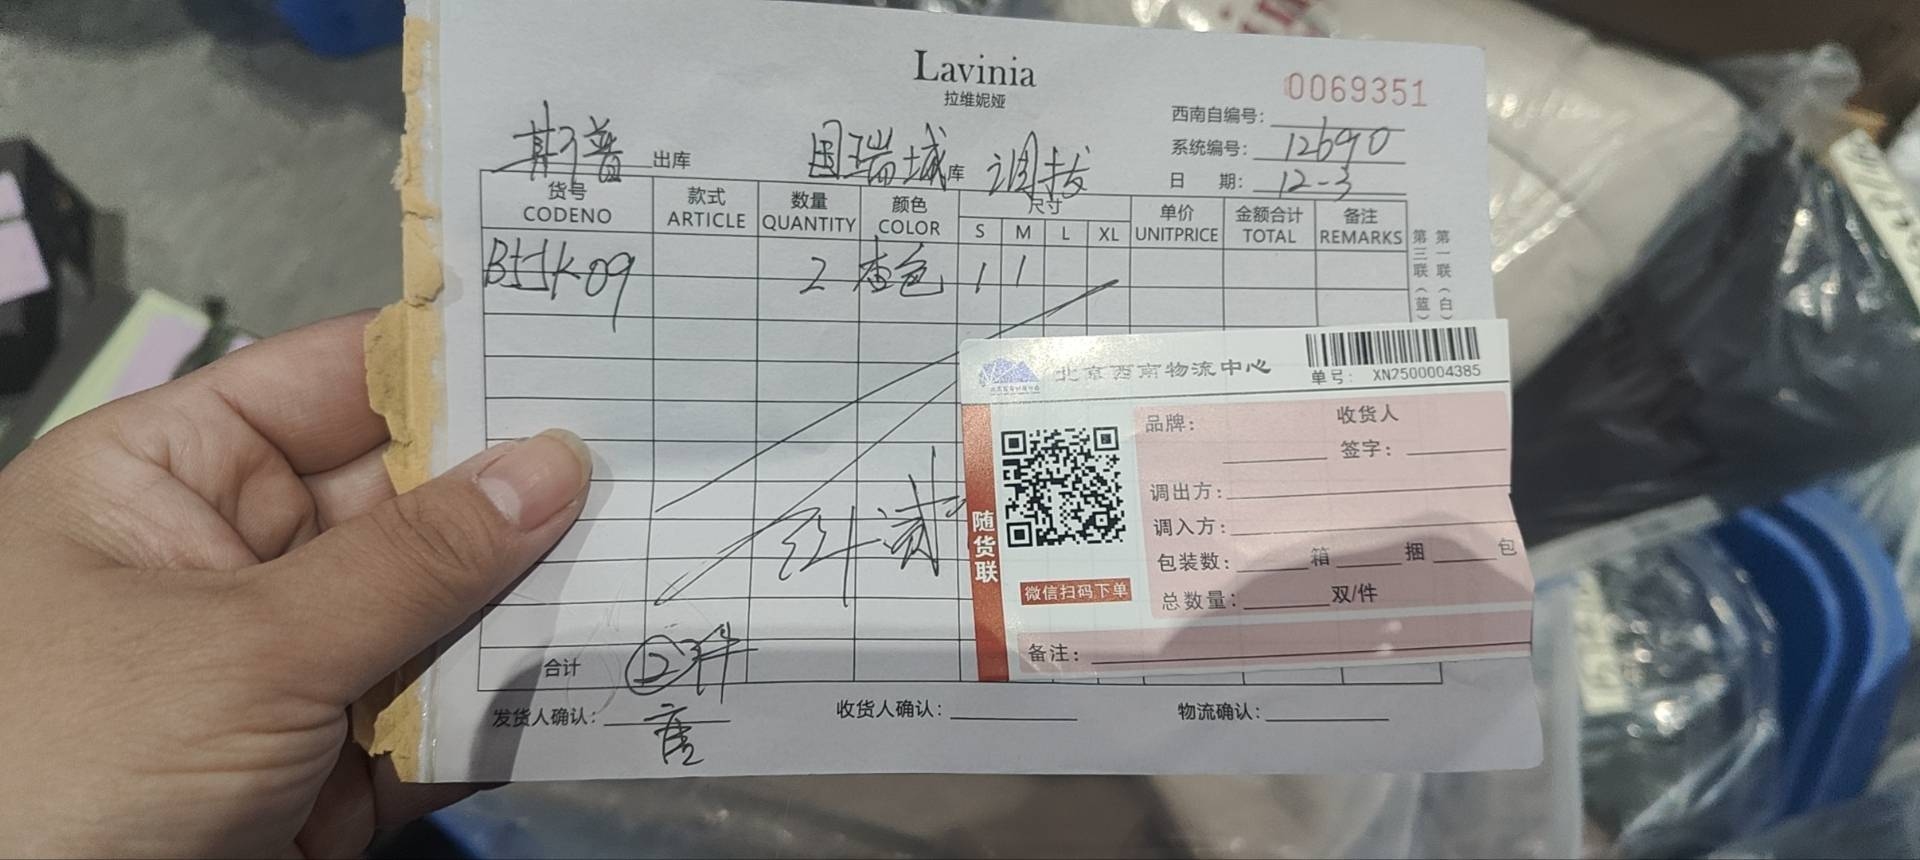 Lavinia
拉维妮娅
0069351
西南自编号:
系统编号: 12690
日 期: 12-3
普 出库 国瑞城 库 调拔
货号 款式 数量 颜色 尺寸 单价 金额合计 备注
CODENO ARTICLE QUANTITY COLOR S M L XL UNITPRICE TOTAL REMARKS
2 杏色 1 1
第一联(白)
第三联(蓝)
合计 2件
发货人确认: 收货人确认: 物流确认:
北京西南物流中心
单号: XN2500004385
随货联
微信扫码下单
品牌: 收货人
签字:
调出方:
调入方:
包装数: 箱 捆 包
总数量: 双/件
备注: